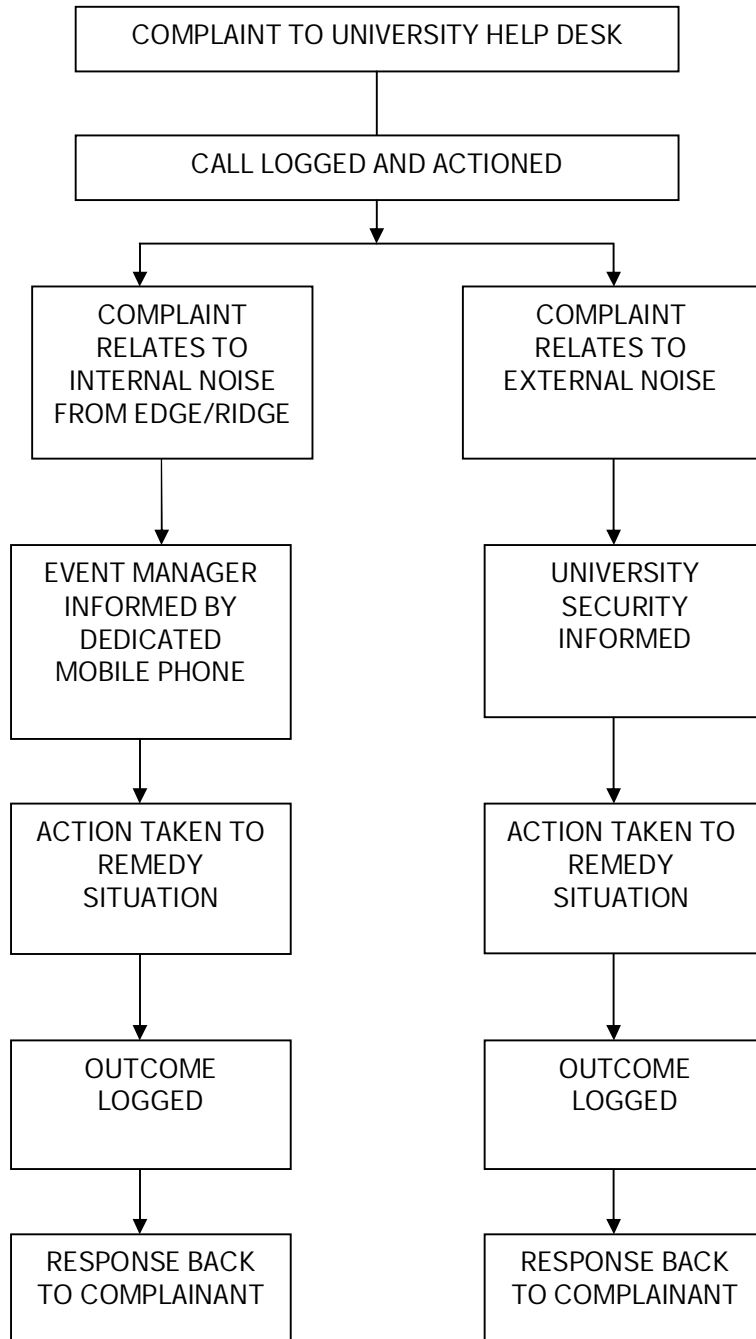 COMPLAINT TO UNIVERSITY HELP DESK
CALL LOGGED AND ACTIONED
COMPLAINT
RELATES TO
INTERNAL NOISE
FROM EDGE/RIDGE
COMPLAINT
RELATES TO
EXTERNAL NOISE
EVENT MANAGER
INFORMED BY
DEDICATED
MOBILE PHONE
UNIVERSITY
SECURITY
INFORMED
ACTION TAKEN TO
REMEDY
SITUATION
ACTION TAKEN TO
REMEDY
SITUATION
OUTCOME
LOGGED
OUTCOME
LOGGED
RESPONSE BACK
TO COMPLAINANT
RESPONSE BACK
TO COMPLAINANT